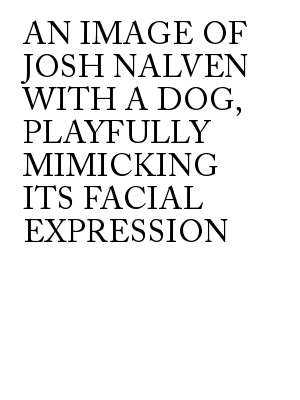 AN IMAGE OF
JOSH NALVEN
WITH A DOG,
PLAYFULLY
MIMICKING
ITS FACIAL
EXPRESSION